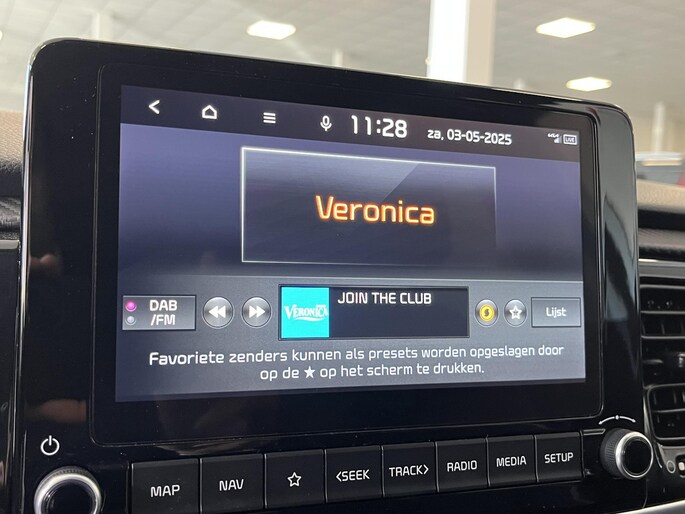 11:28 za, 03-05-2025 LIVE
Veronica
DAB
/FM
VERONICA
JOIN THE CLUB
Lijst
Favoriete zenders kunnen als presets worden opgeslagen door
op de ★ op het scherm te drukken.
MAP NAV <SEEK TRACK> RADIO MEDIA SETUP